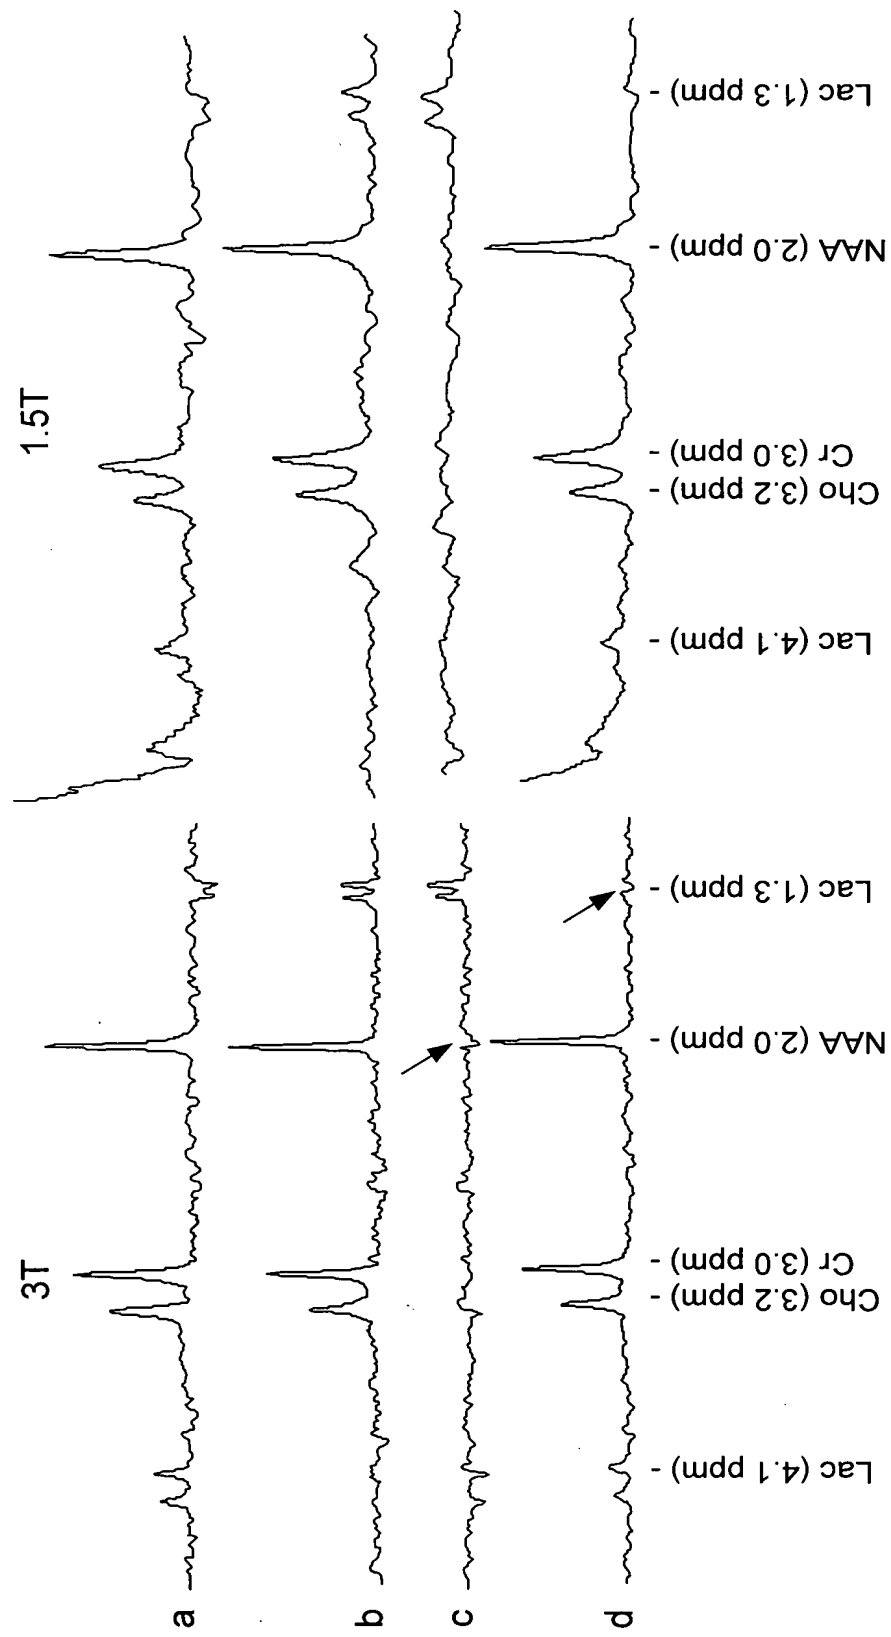 3T
1.5T
a
b
c
d
Lac (4.1 ppm) -
Cho (3.2 ppm) -
Cr (3.0 ppm) -
NAA (2.0 ppm) -
Lac (1.3 ppm) -
Lac (4.1 ppm) -
Cho (3.2 ppm) -
Cr (3.0 ppm) -
NAA (2.0 ppm) -
Lac (1.3 ppm) -